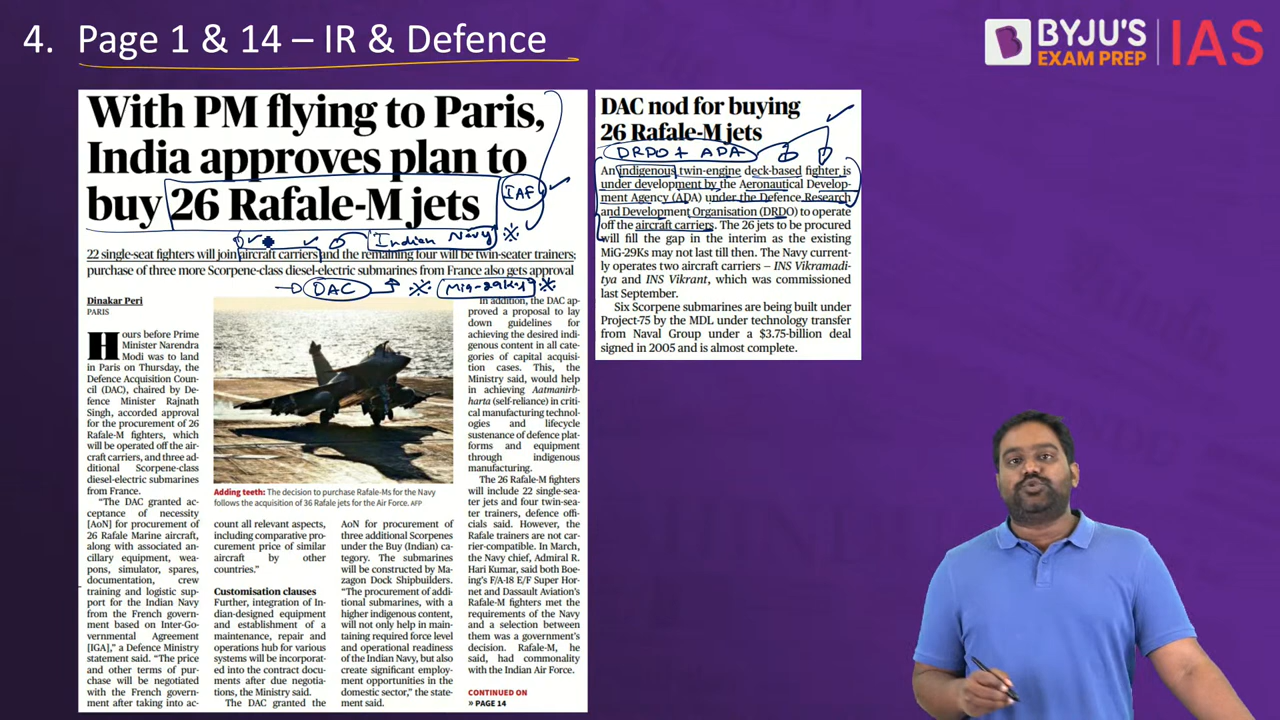 4. Page 1 & 14 – IR & Defence
BYJU'S
EXAM PREP
IAS
With PM flying to Paris,
India approves plan to
buy 26 Rafale-M jets
IAF
Indian Navy
22 single-seat fighters will join aircraft carriers and the remaining four will be twin-seater trainers;
purchase of three more Scorpene-class diesel-electric submarines from France also gets approval
DAC
Mig-29k
Dinakar Peri
PARIS
Hours before Prime
Minister Narendra
Modi was to land
in Paris on Thursday, the
Defence Acquisition Coun-
cil (DAC), chaired by De-
fence Minister Rajnath
Singh, accorded approval
for the procurement of 26
Rafale-M fighters, which
will be operated off the air-
craft carriers, and three ad-
ditional Scorpene-class
diesel-electric submarines
from France.
“The DAC granted ac-
ceptance of necessity
[AoN] for procurement of
26 Rafale Marine aircraft,
along with associated an-
cillary equipment, wea-
pons, simulator, spares,
documentation, crew
training and logistic sup-
port for the Indian Navy
from the French govern-
ment based on Inter-Go-
vernmental Agreement
[IGA],” a Defence Ministry
statement said. “The price
and other terms of pur-
chase will be negotiated
with the French govern-
ment after taking into ac-
Adding teeth: The decision to purchase Rafale-Ms for the Navy
follows the acquisition of 36 Rafale jets for the Air Force. AFP
count all relevant aspects,
including comparative pro-
curement price of similar
aircraft by other
countries.”
Customisation clauses
Further, integration of In-
dian-designed equipment
and establishment of a
maintenance, repair and
operations hub for various
systems will be incorporat-
ed into the contract docu-
ments after due negotia-
tions, the Ministry said.
The DAC granted the
AoN for procurement of
three additional Scorpenes
under the Buy (Indian) ca-
tegory. The submarines
will be constructed by Ma-
zagon Dock Shipbuilders.
“The procurement of addi-
tional submarines, with a
higher indigenous content,
will not only help in main-
taining required force level
and operational readiness
of the Indian Navy, but also
create significant employ-
ment opportunities in the
domestic sector,” the state-
ment said.
In addition, the DAC ap-
proved a proposal to lay
down guidelines for
achieving the desired indi-
genous content in all cate-
gories of capital acquisi-
tion cases. This, the
Ministry said, would help
in achieving Aatmanirb-
harta (self-reliance) in criti-
cal manufacturing technol-
ogies and lifecycle
sustenance of defence plat-
forms and equipment
through indigenous
manufacturing.
The 26 Rafale-M fighters
will include 22 single-sea-
ter jets and four twin-sea-
ter trainers, defence offi-
cials said. However, the
Rafale trainers are not car-
rier-compatible. In March,
the Navy chief, Admiral R.
Hari Kumar, said both Boe-
ing's F/A-18 E/F Super Hor-
net and Dassault Aviation's
Rafale-M fighters met the
requirements of the Navy
and a selection between
them was a government's
decision. Rafale-M, he
said, had commonality
with the Indian Air Force.
CONTINUED ON
» PAGE 14
DAC nod for buying
26 Rafale-M jets
DRDO + ADA
An indigenous twin-engine deck-based fighter is
under development by the Aeronautical Develop-
ment Agency (ADA) under the Defence Research
and Development Organisation (DRDO) to operate
off the aircraft carriers. The 26 jets to be procured
will fill the gap in the interim as the existing
MiG-29Ks may not last till then. The Navy current-
ly operates two aircraft carriers – INS Vikramadi-
tya and INS Vikrant, which was commissioned
last September.
Six Scorpene submarines are being built under
Project-75 by the MDL under technology transfer
from Naval Group under a $3.75-billion deal
signed in 2005 and is almost complete.